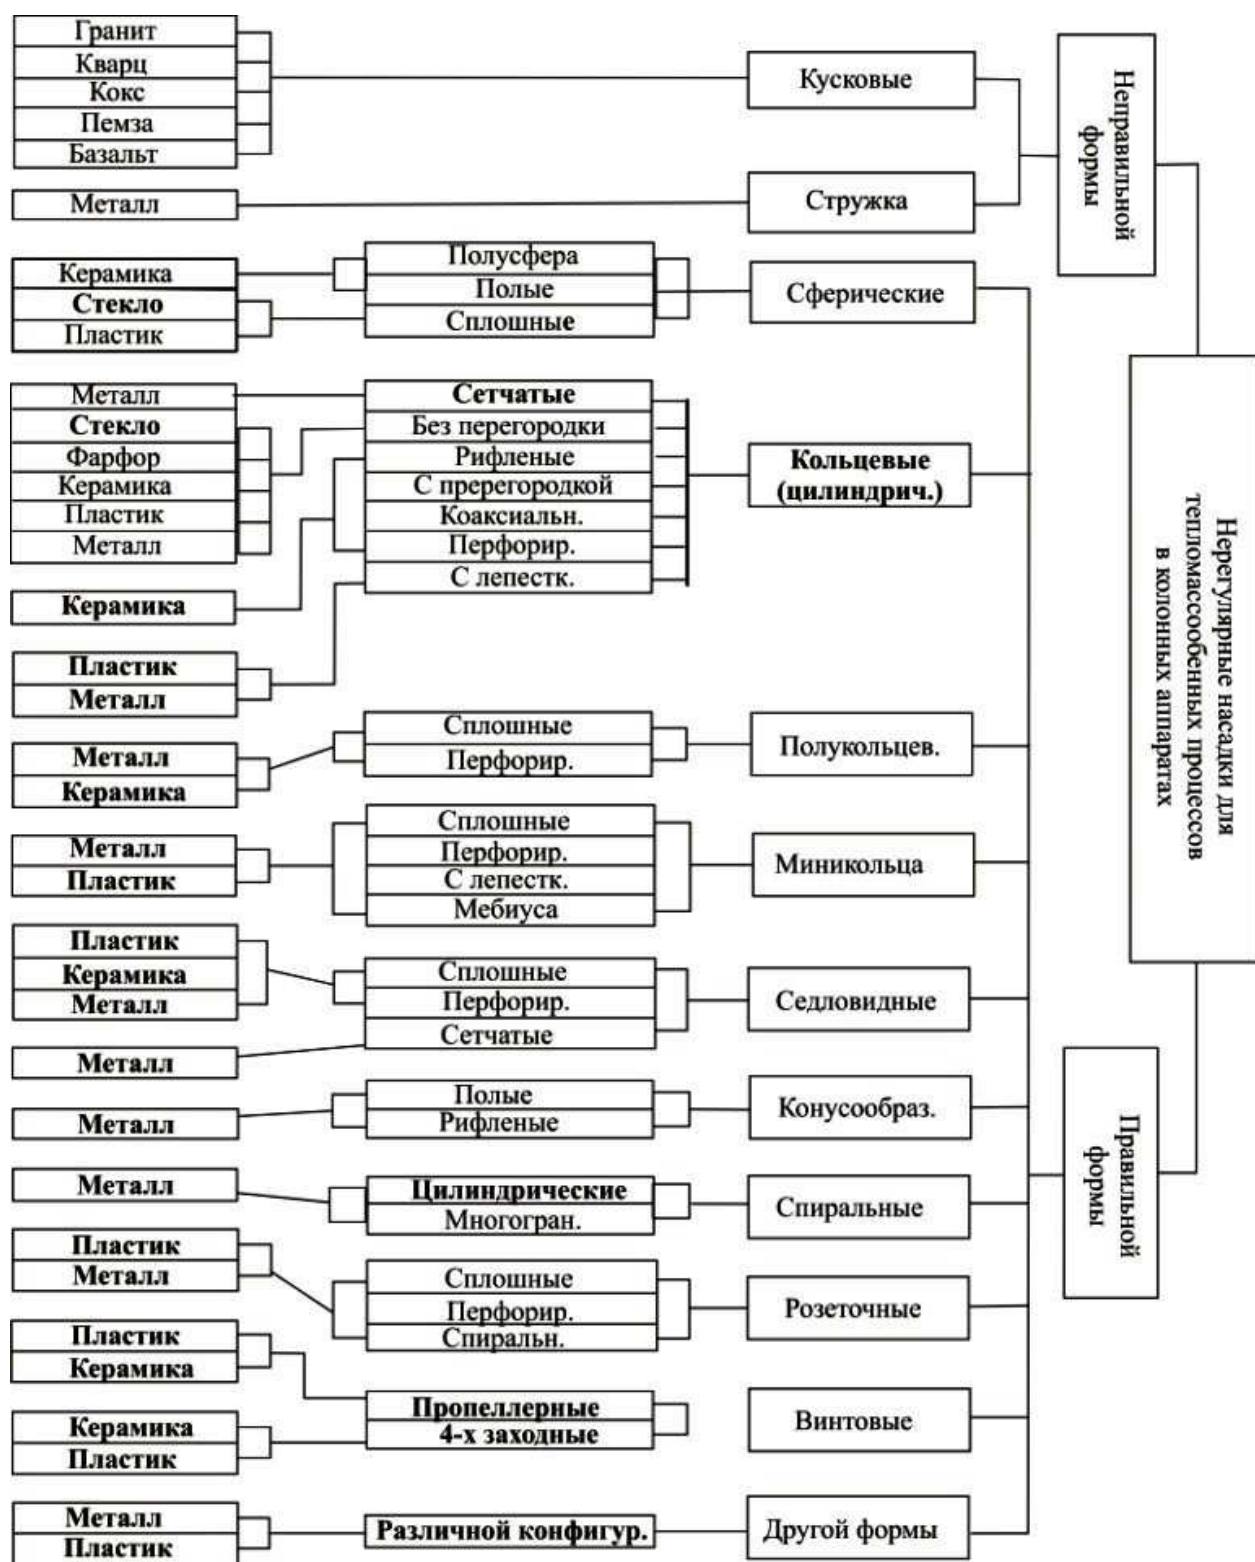 Гранит
Кварц
Кокс
Пемза
Базальт
Кусковые
Неправильной
формы
Металл
Стружка
Керамика
Стекло
Пластик
Полусфера
Полые
Сплошные
Сферические
Металл
Стекло
Фарфор
Керамика
Пластик
Металл
Керамика
Пластик
Металл
Сетчатые
Без перегородки
Рифленые
С пререгородкой
Коаксиальн.
Перфорир.
С лепестк.
Кольцевые
(цилиндрич.)
Нерегулярные насадки для
тепломассообенных процессов
в колонных аппаратах
Металл
Керамика
Сплошные
Перфорир.
Полукольцев.
Металл
Пластик
Сплошные
Перфорир.
С лепестк.
Мебиуса
Миникольца
Пластик
Керамика
Металл
Металл
Сплошные
Перфорир.
Сетчатые
Седловидные
Металл
Полые
Рифленые
Конусообраз.
Правильной
формы
Металл
Цилиндрические
Многогран.
Спиральные
Пластик
Металл
Сплошные
Перфорир.
Спиральн.
Розеточные
Пластик
Керамика
Керамика
Пластик
Пропеллерные
4-х заходные
Винтовые
Металл
Пластик
Различной конфигур.
Другой формы